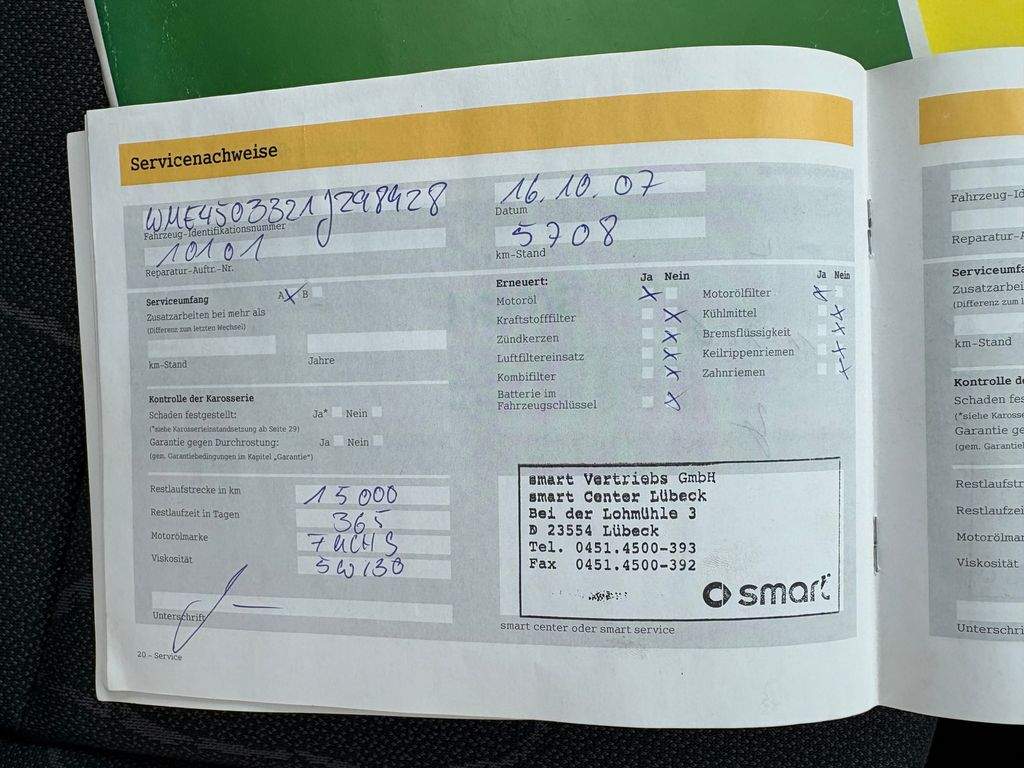 Servicenachweise
WME4503321J298428
16.10.07
Fahrzeug-Identifikationsnummer
Datum
10101
5708
Reparatur-Auftr.-Nr.
km-Stand
Serviceumfang
A B
Zusatzarbeiten bei mehr als
(Differenz zum letzten Wechsel)
km-Stand
Jahre
Erneuert:
Ja Nein
Ja Nein
Motoröl
Motorölfilter
Kraftstofffilter
Kühlmittel
Zündkerzen
Bremsflüssigkeit
Luftfiltereinsatz
Keilrippenriemen
Kombifilter
Zahnriemen
Batterie im
Fahrzeugschlüssel
Kontrolle der Karosserie
Schaden festgestellt: Ja* Nein
(*siehe Karosserieinstandsetzung ab Seite 29)
Garantie gegen Durchrostung: Ja Nein
(gem. Garantiebedingungen im Kapitel „Garantie“)
Restlaufstrecke in km 15000
Restlaufzeit in Tagen 365
Motorölmarke FUCHS
Viskosität 5W/30
Unterschrift
smart Vertriebs GmbH
smart Center Lübeck
Bei der Lohmühle 3
D 23554 Lübeck
Tel. 0451.4500-393
Fax 0451.4500-392
smart
smart center oder smart service
20 - Service
Fahrzeug-Id
Reparatur-A
Serviceumfa
Zusatzarbei
(Differenz zum l
km-Stand
Kontrolle de
Schaden fes
(*siehe Karosse
Garantie ge
(gem. Garantiel
Restlaufstre
Restlaufzei
Motorölmar
Viskosität
Unterschri